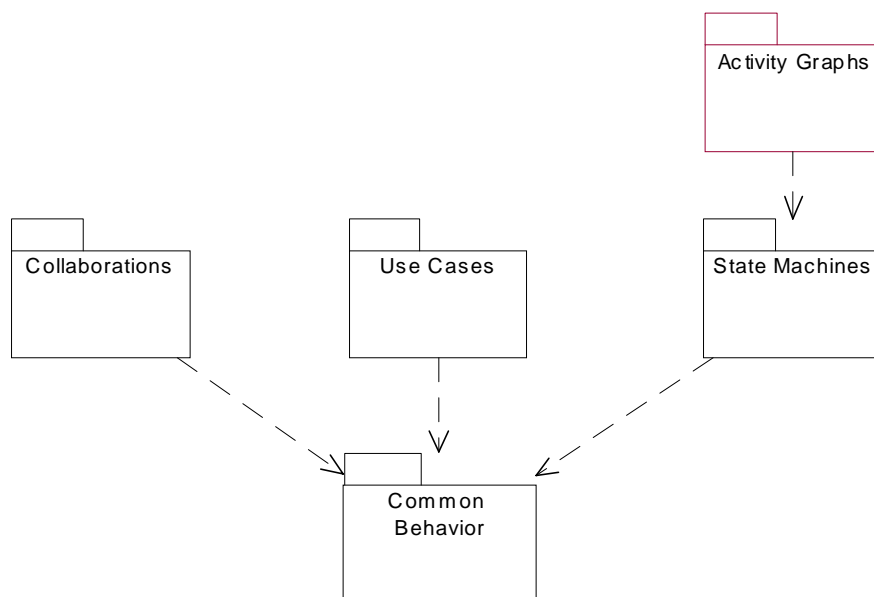 Activity Graphs
Collaborations
Use Cases
State Machines
Common
Behavior